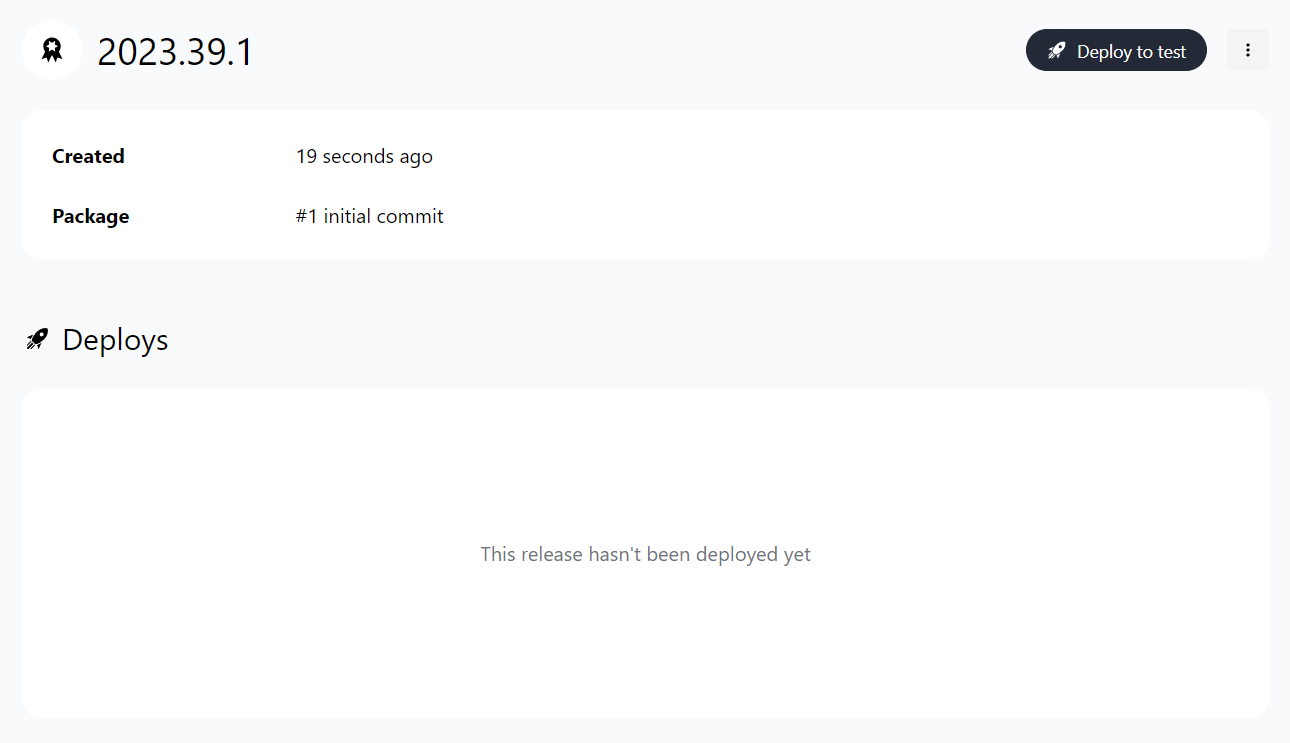 2023.39.1
Deploy to test
Created
19 seconds ago
Package
#1 initial commit
Deploys
This release hasn't been deployed yet